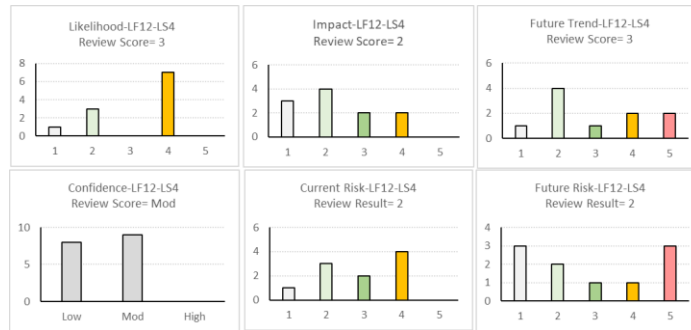 Likelihood-LF12-LS4
Review Score= 3
8
6
4
2
0
1 2 3 4 5
Impact-LF12-LS4
Review Score= 2
6
4
2
0
1 2 3 4 5
Future Trend-LF12-LS4
Review Score= 3
6
4
2
0
1 2 3 4 5
Confidence-LF12-LS4
Review Score= Mod
10
5
0
Low Mod High
Current Risk-LF12-LS4
Review Result= 2
6
4
2
0
1 2 3 4 5
Future Risk-LF12-LS4
Review Result= 2
4
3
2
1
0
1 2 3 4 5